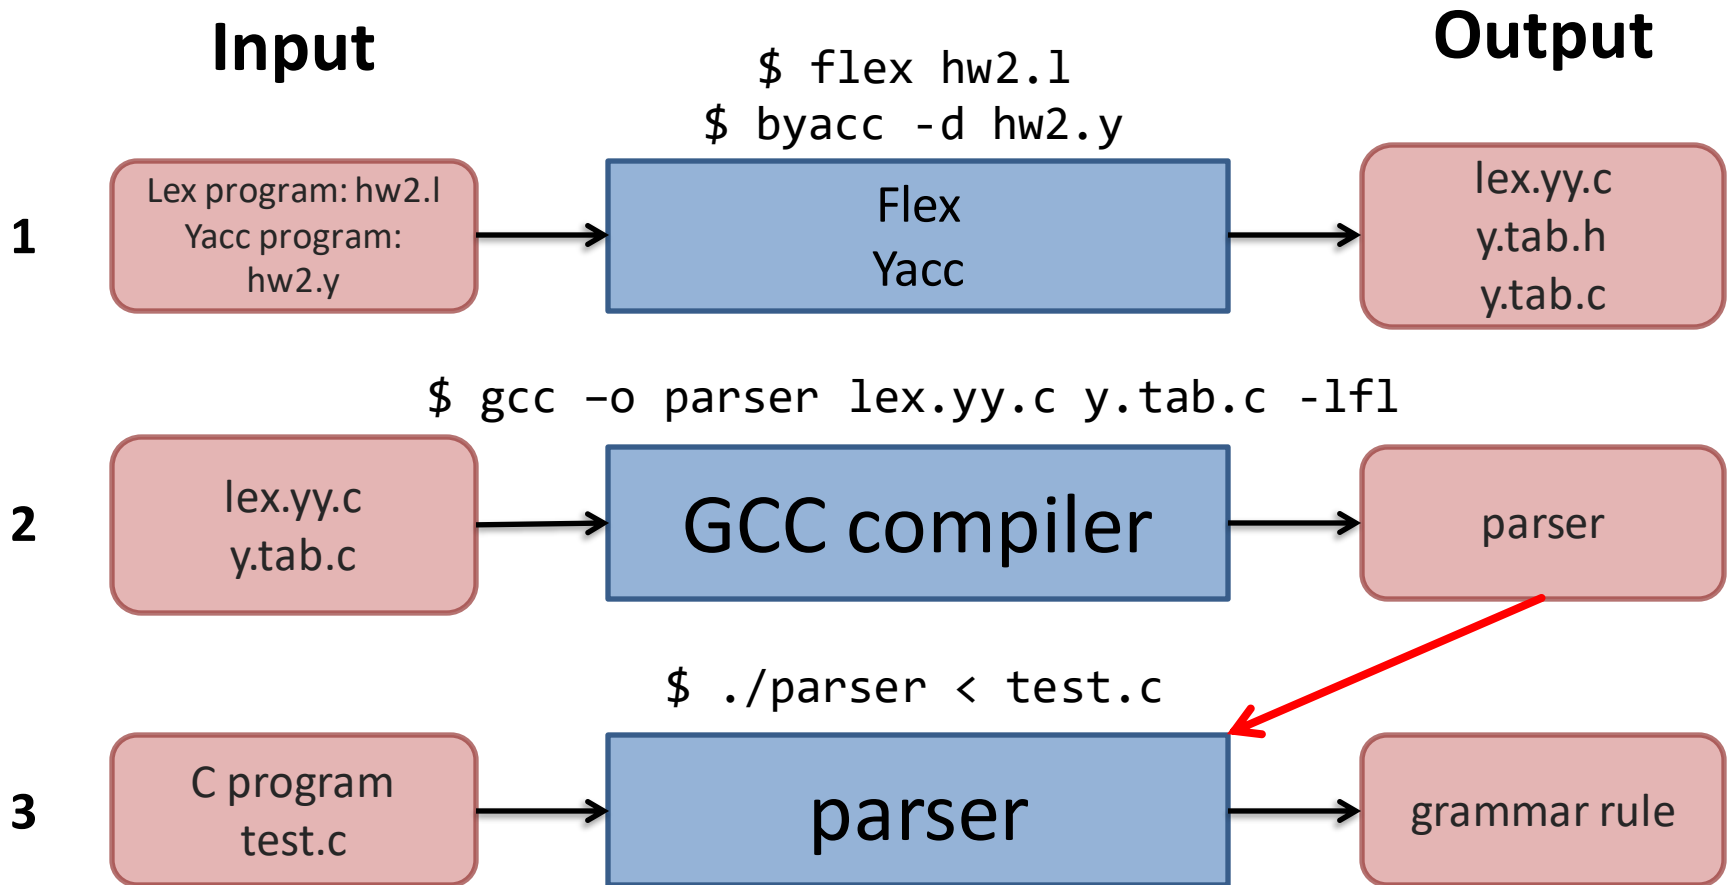 Input
Output
$ flex hw2.l
$ byacc -d hw2.y
1
Lex program: hw2.l
Yacc program:
hw2.y
Flex
Yacc
lex.yy.c
y.tab.h
y.tab.c
$ gcc –o parser lex.yy.c y.tab.c -lfl
2
lex.yy.c
y.tab.c
GCC compiler
parser
$ ./parser < test.c
3
C program
test.c
parser
grammar rule